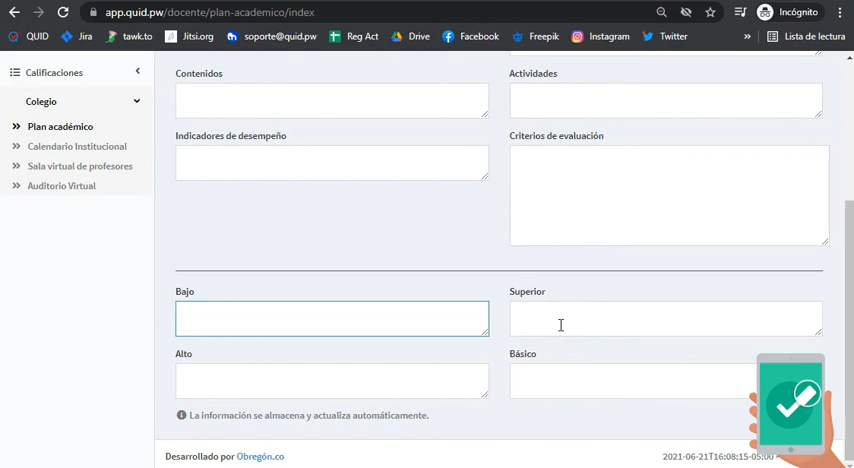 app.quid.pw/docente/plan-academico/index
Incógnito
QUID
Jira
tawk.to
Jitsi.org
soporte@quid.pw
Reg Act
Drive
Facebook
Freepik
Instagram
Twitter
»
Lista de lectura
Calificaciones
Colegio
Plan académico
Calendario Institucional
Sala virtual de profesores
Auditorio Virtual
Contenidos
Actividades
Indicadores de desempeño
Criterios de evaluación
Bajo
Superior
Alto
Básico
La información se almacena y actualiza automáticamente.
Desarrollado por Obregón.co
2021-06-21T16:08:15-05:00